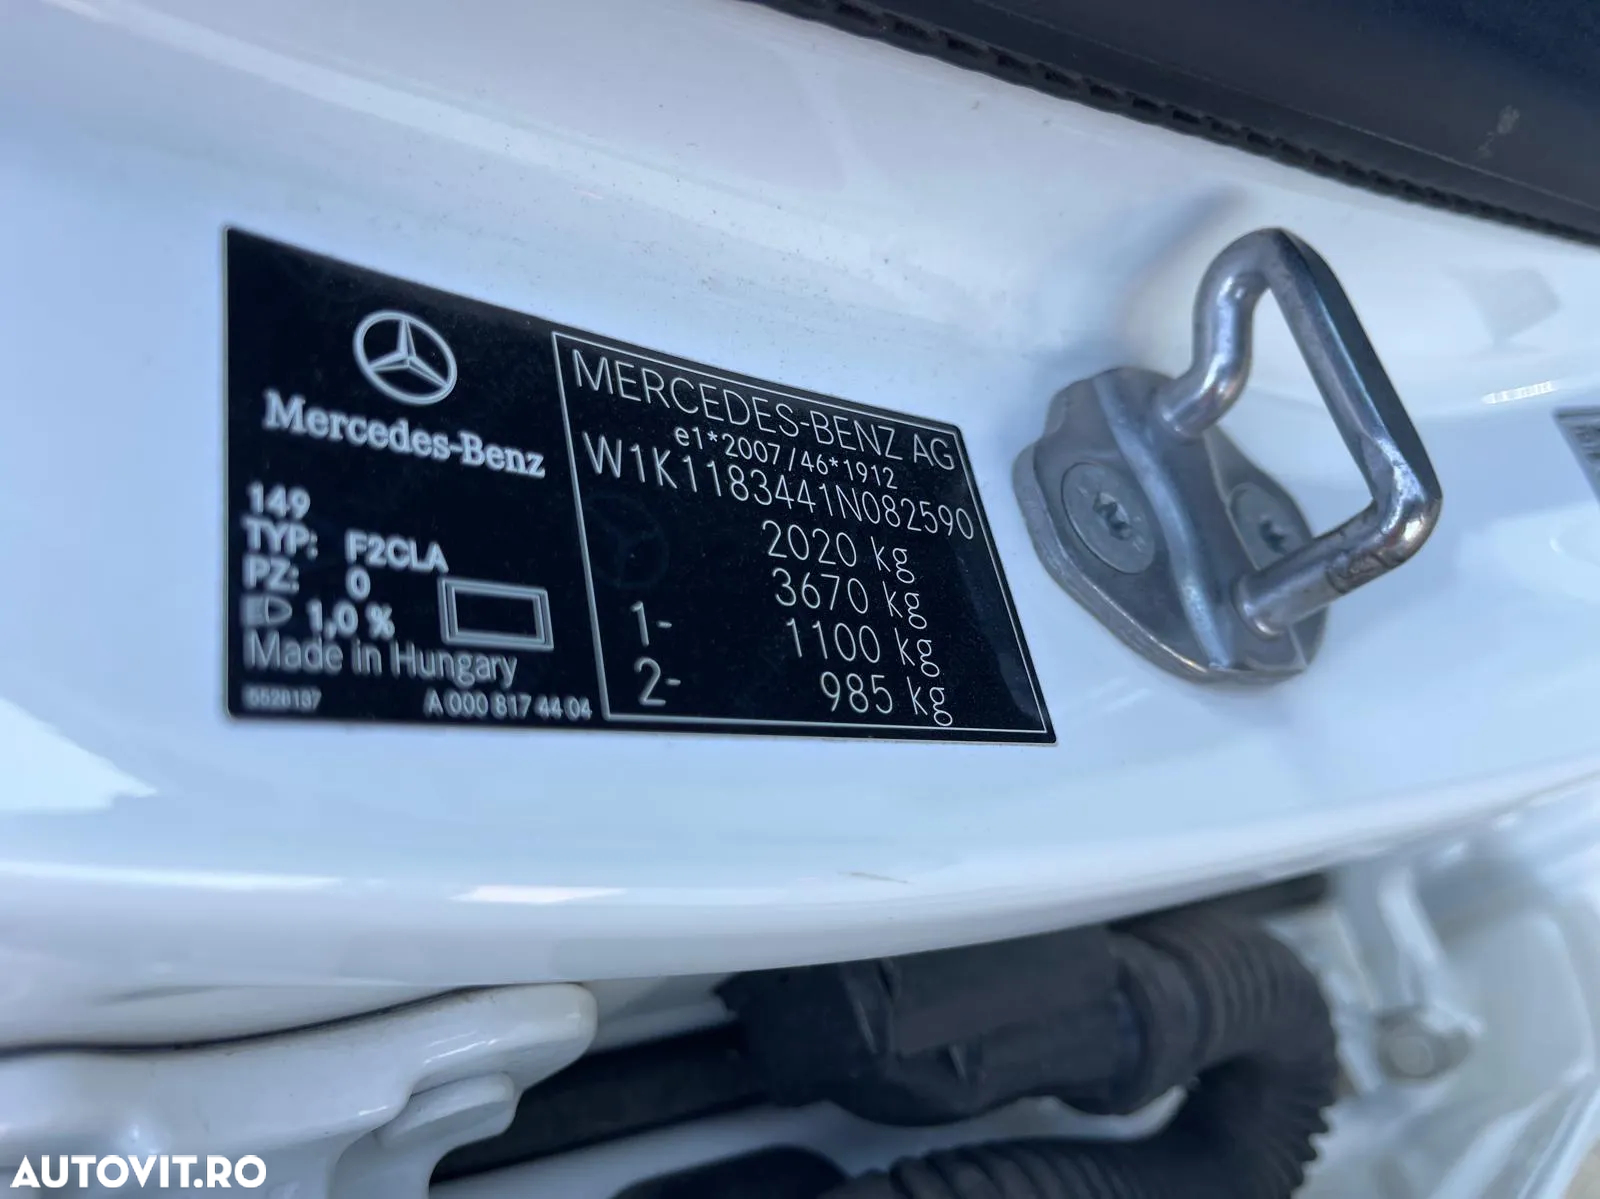 Mercedes-Benz
149
TYP: F2CLA
PZ: 0
1,0 %
Made in Hungary
A 000 817 44 04
MERCEDES-BENZ AG
e1*2007/46*1912
W1K1183441N082590
2020 kg
3670 kg
1- 1100 kg
2- 985 kg
AUTOVIT.RO